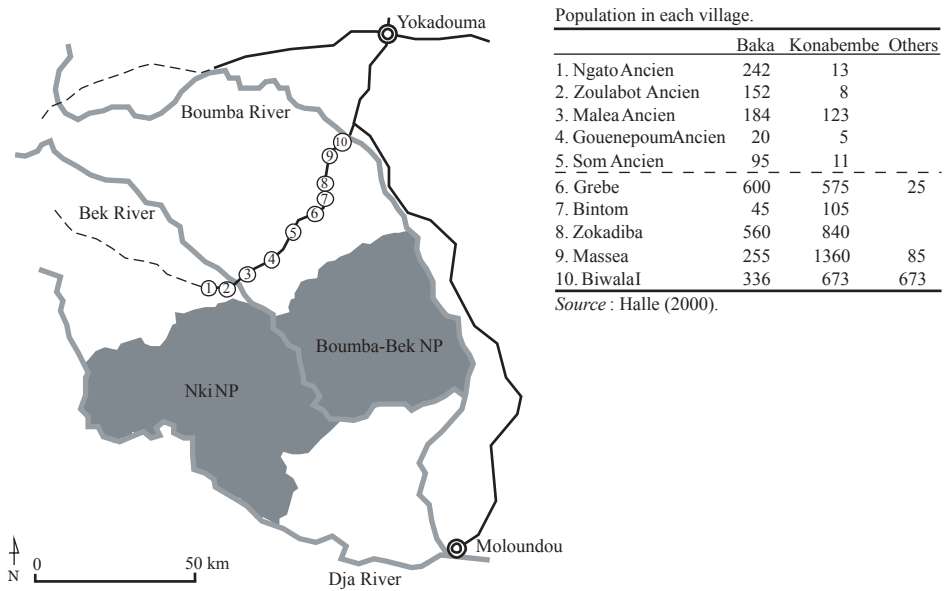 Yokadouma
Boumba River
Bek River
10
9
8
7
6
5
4
3
1 2
Boumba-Bek NP
Nki NP
N
0 50 km
Moloundou
Dja River
Population in each village.
Baka Konabembe Others
1. Ngato Ancien 242 13
2. Zoulabot Ancien 152 8
3. Malea Ancien 184 123
4. GouenepoumAncien 20 5
5. Som Ancien 95 11
6. Grebe 600 575 25
7. Bintom 45 105
8. Zokadiba 560 840
9. Massea 255 1360 85
10. BiwalaI 336 673 673
Source : Halle (2000).